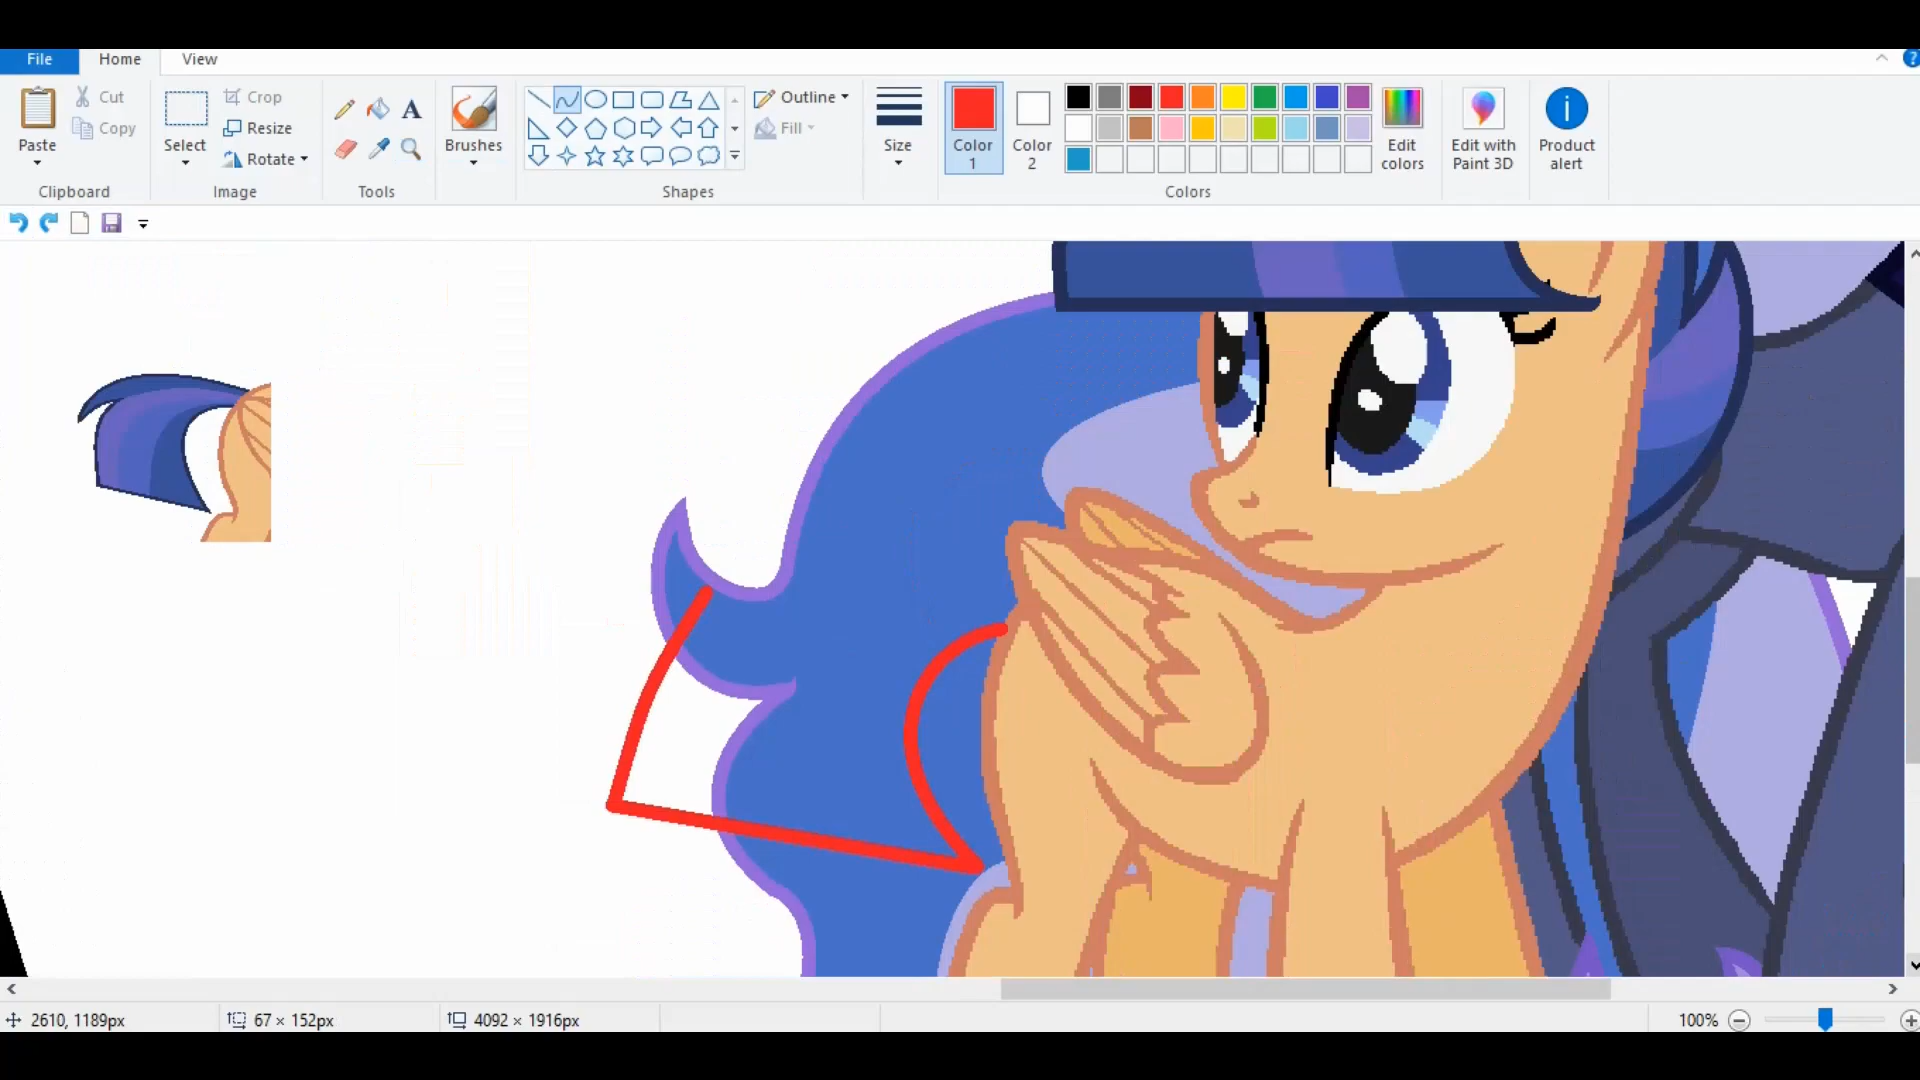 File Home View
Paste
Cut
Copy
Clipboard
Select
Crop
Resize
Rotate
Image
A
Tools
Brushes
Shapes
Outline
Fill
Size
Color
1
Color
2
Colors
Edit
colors
Edit with
Paint 3D
Product
alert
2610, 1189px
67 × 152px
4092 × 1916px
100%